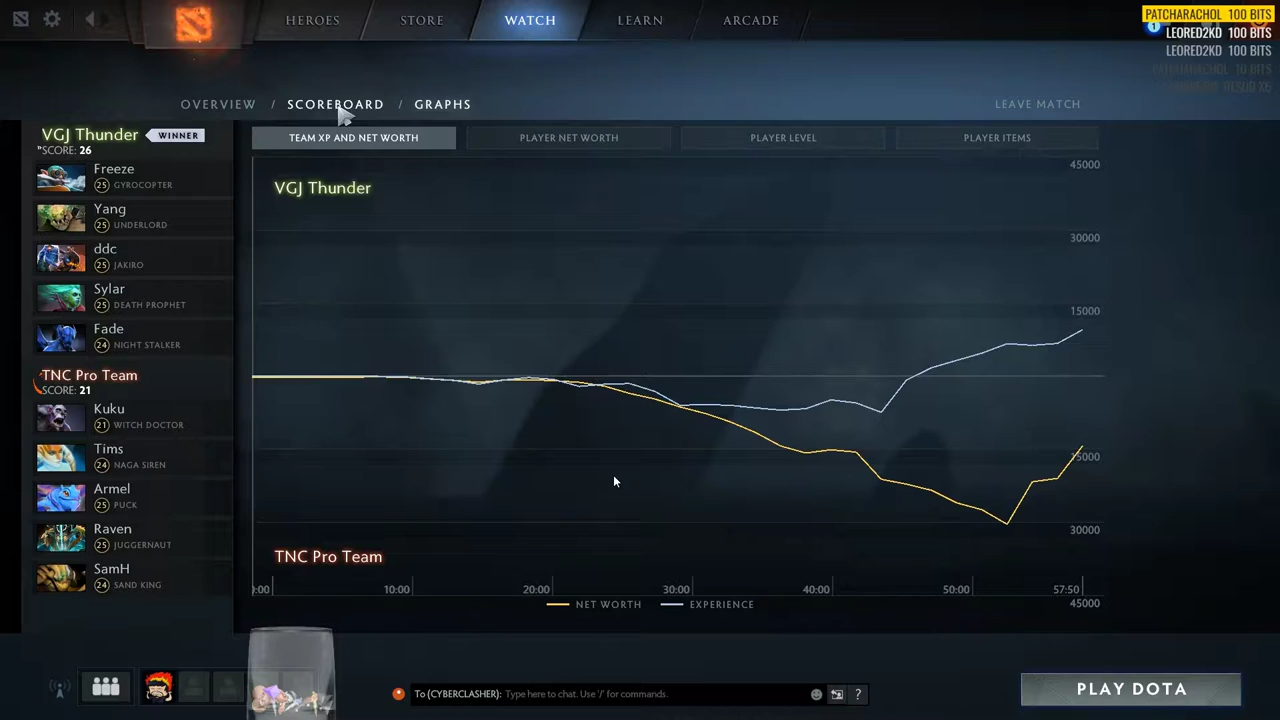 HEROES
STORE
WATCH
LEARN
ARCADE
PATCHARACHOL 100 BITS
LEORED2KD 100 BITS
LEORED2KD 100 BITS
PATCHARACHOL 10 BITS
OVERVIEW / SCOREBOARD / GRAPHS
LEAVE MATCH
VGJ Thunder WINNER
SCORE: 26
Freeze
25 GYROCOPTER
Yang
25 UNDERLORD
ddc
25 JAKIRO
Sylar
25 DEATH PROPHET
Fade
24 NIGHT STALKER
TNC Pro Team
SCORE: 21
Kuku
21 WITCH DOCTOR
Tims
24 NAGA SIREN
Armel
25 PUCK
Raven
25 JUGGERNAUT
SamH
24 SAND KING
TEAM XP AND NET WORTH
PLAYER NET WORTH
PLAYER LEVEL
PLAYER ITEMS
VGJ Thunder
45000
30000
15000
15000
30000
45000
TNC Pro Team
0:00 10:00 20:00 30:00 40:00 50:00 57:50
NET WORTH EXPERIENCE
To (CYBERCLASHER): Type here to chat. Use '/' for commands.
?
PLAY DOTA